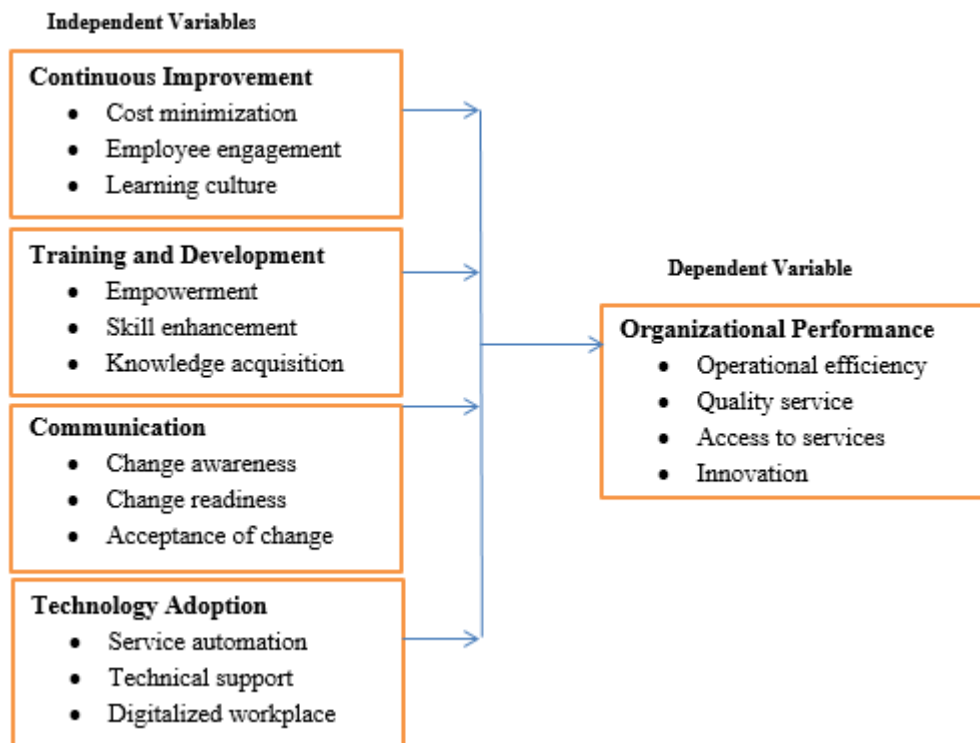 Independent Variables
Continuous Improvement
• Cost minimization
• Employee engagement
• Learning culture
Training and Development
• Empowerment
• Skill enhancement
• Knowledge acquisition
Communication
• Change awareness
• Change readiness
• Acceptance of change
Technology Adoption
• Service automation
• Technical support
• Digitalized workplace
Dependent Variable
Organizational Performance
• Operational efficiency
• Quality service
• Access to services
• Innovation